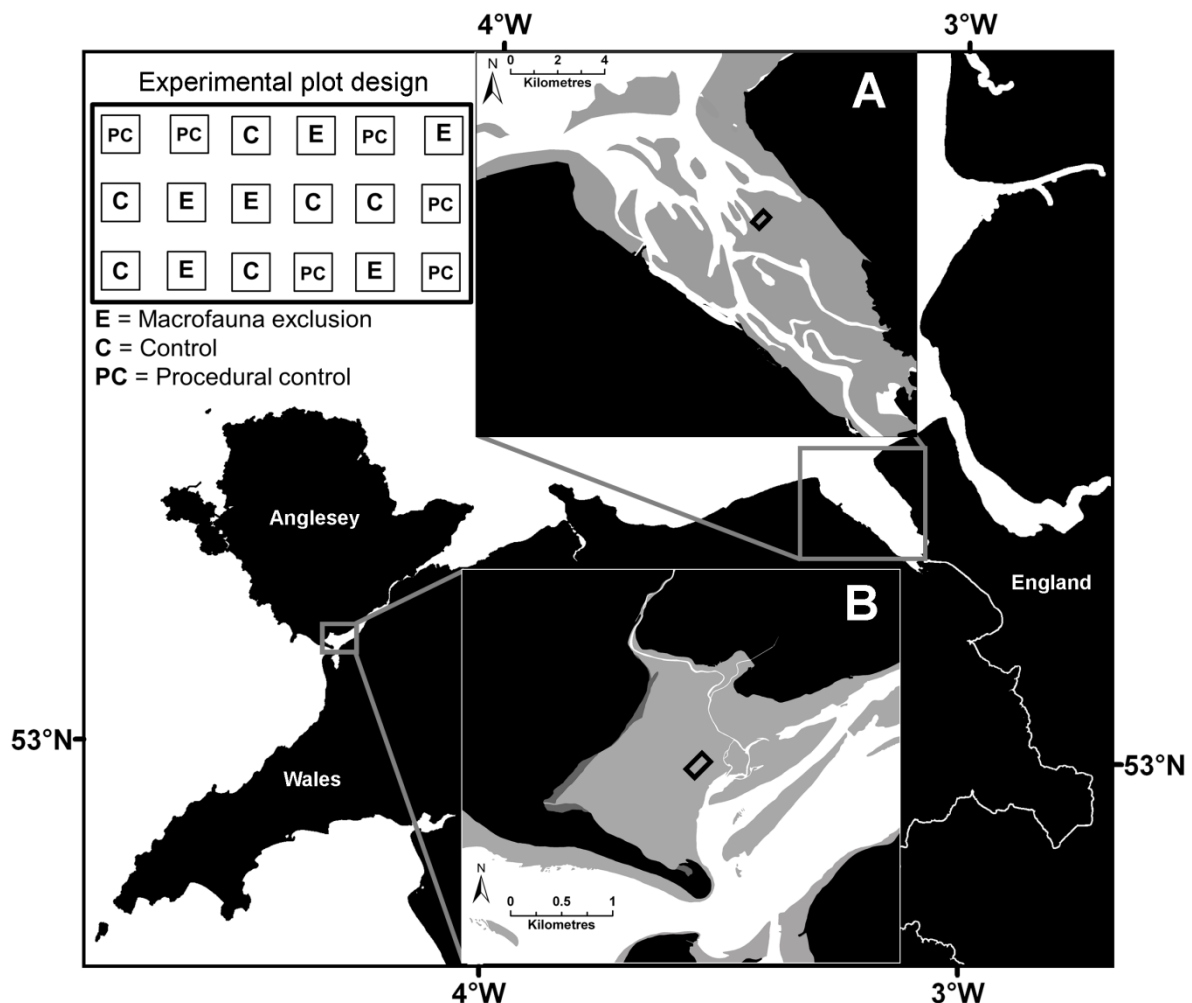 4°W
3°W
Experimental plot design
PC PC C E PC E
C E E C C PC
C E C PC E PC
E = Macrofauna exclusion
C = Control
PC = Procedural control
N
0 2 4
Kilometres
A
Anglesey
England
B
53°N
53°N
Wales
N
0 0.5 1
Kilometres
4°W
3°W